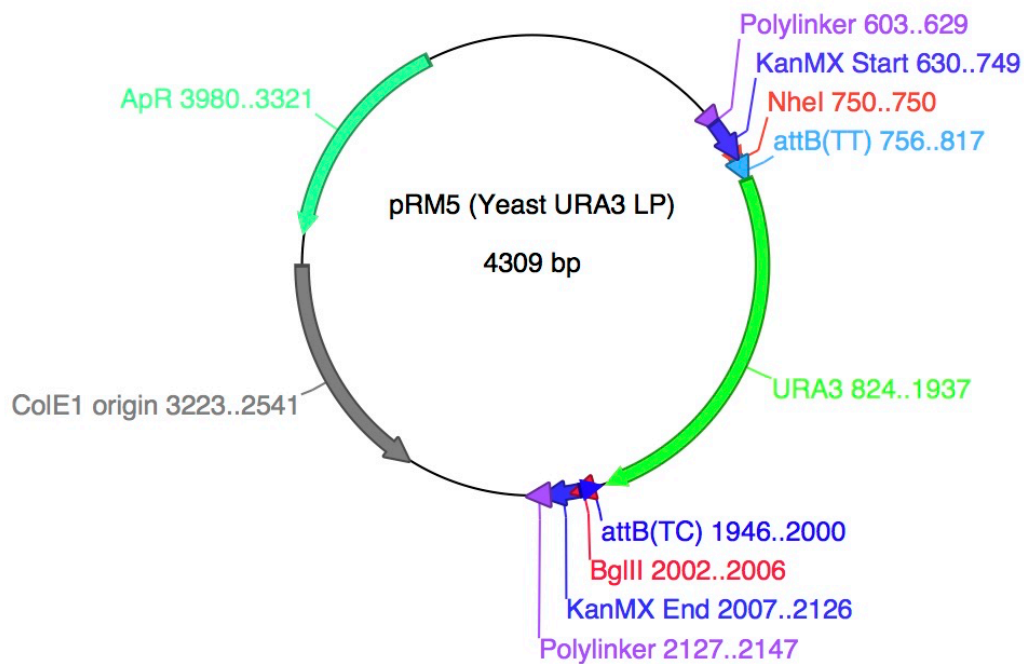 Polylinker 603..629
KanMX Start 630..749
NheI 750..750
ApR 3980..3321
attB(TT) 756..817
pRM5 (Yeast URA3 LP)
4309 bp
URA3 824..1937
ColE1 origin 3223..2541
attB(TC) 1946..2000
BglII 2002..2006
KanMX End 2007..2126
Polylinker 2127..2147